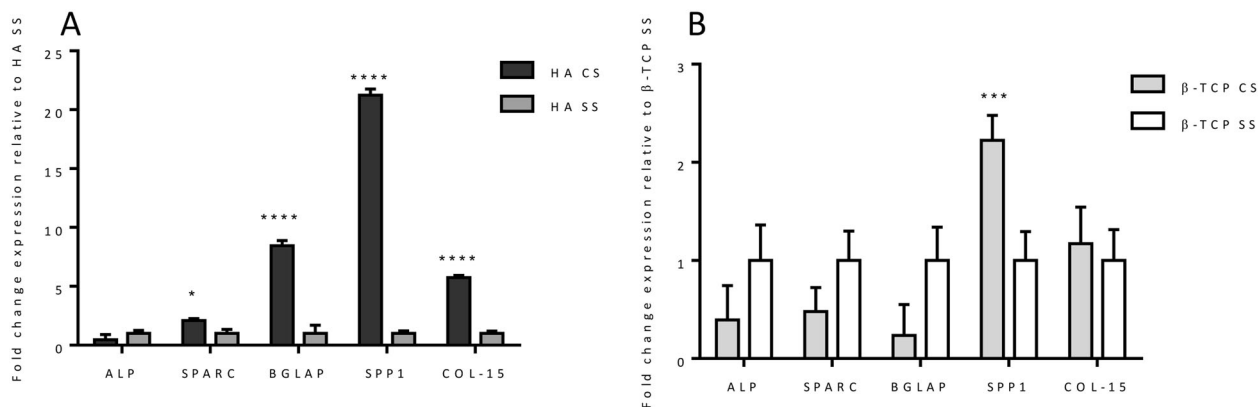 A
Fold change expression relative to HA SS
25
20
15
10
5
0
*
****
****
****
ALP SPARC BGLAP SPP1 COL-15
HA CS
HA SS
B
Fold change expression relative to β-TCP SS
3
2
1
0
***
ALP SPARC BGLAP SPP1 COL-15
β-TCP CS
β-TCP SS